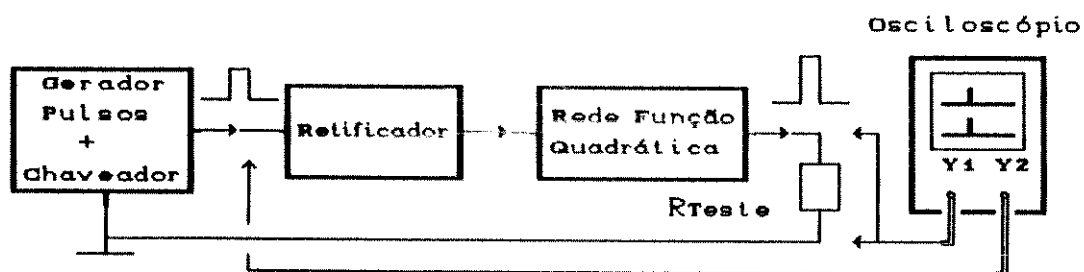 Osciloscópio
Gerador
Pulsos
+
Chaveador
Retificador
Rede Função
Quadrática
Y1 Y2
RTeste